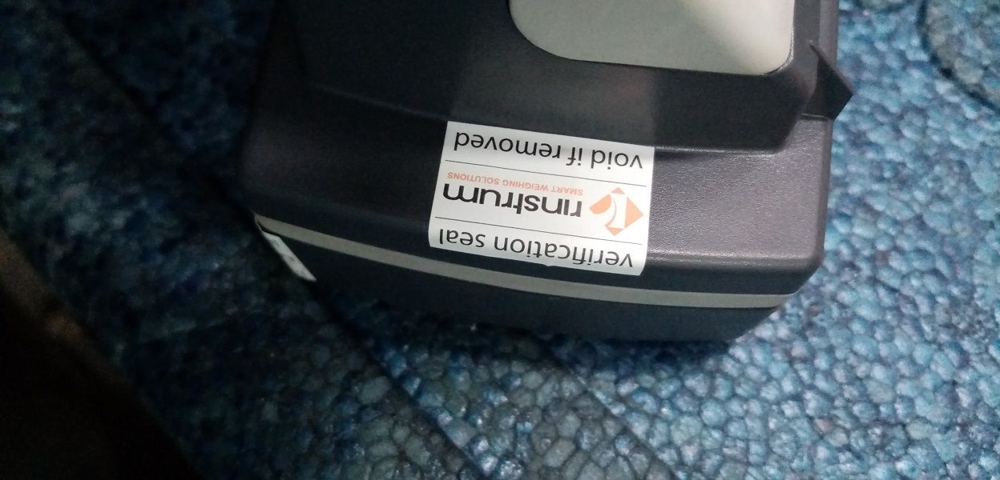 verification seal
rinstrum
SMART WEIGHING SOLUTIONS
void if removed